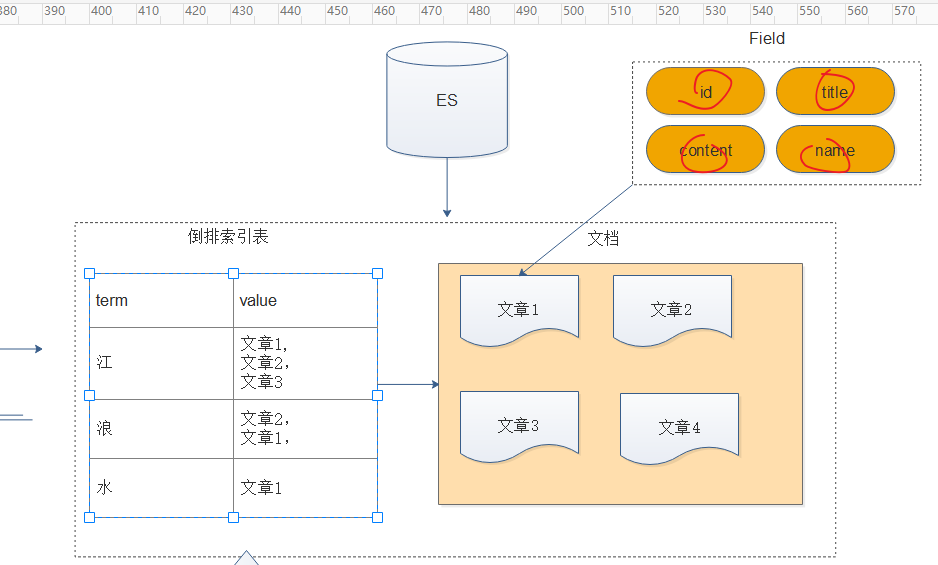 380 390 400 410 420 430 440 450 460 470 480 490 500 510 520 530 540 550 560 570
Field
ES
id
title
content
name
倒排索引表
文档
term
value
江
文章1,
文章2,
文章3
浪
文章2,
文章1,
水
文章1
文章1
文章2
文章3
文章4